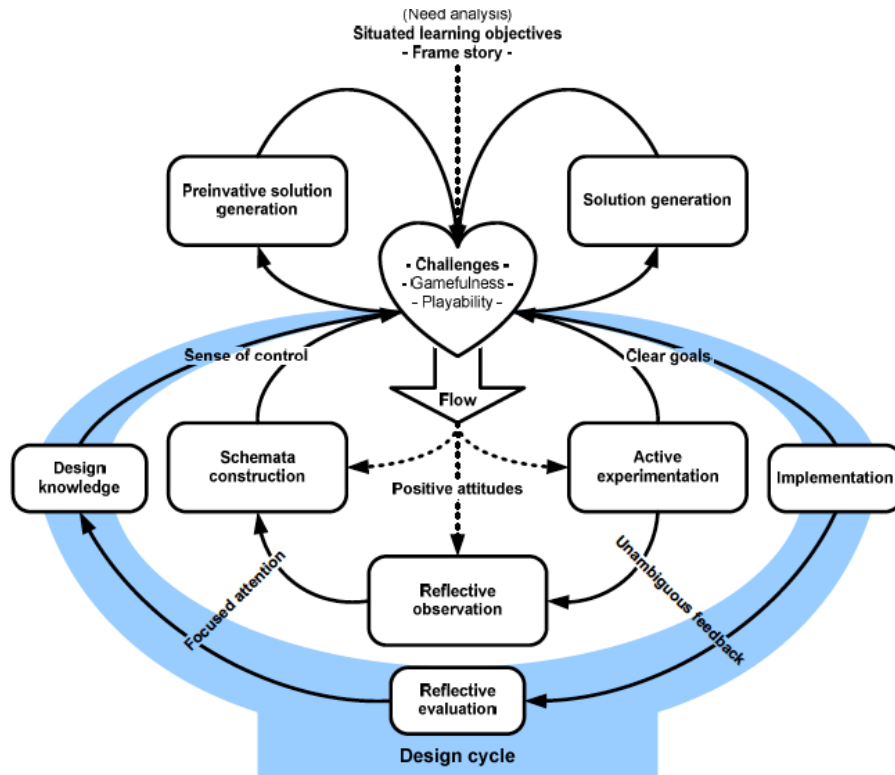 (Need analysis)
Situated learning objectives
- Frame story -
Preinvative solution
generation
Solution generation
- Challenges -
- Gamefulness -
- Playability -
Sense of control
Clear goals
Flow
Design
knowledge
Schemata
construction
Active
experimentation
Implementation
Positive attitudes
Focused attention
Reflective
observation
Unambiguous feedback
Reflective
evaluation
Design cycle